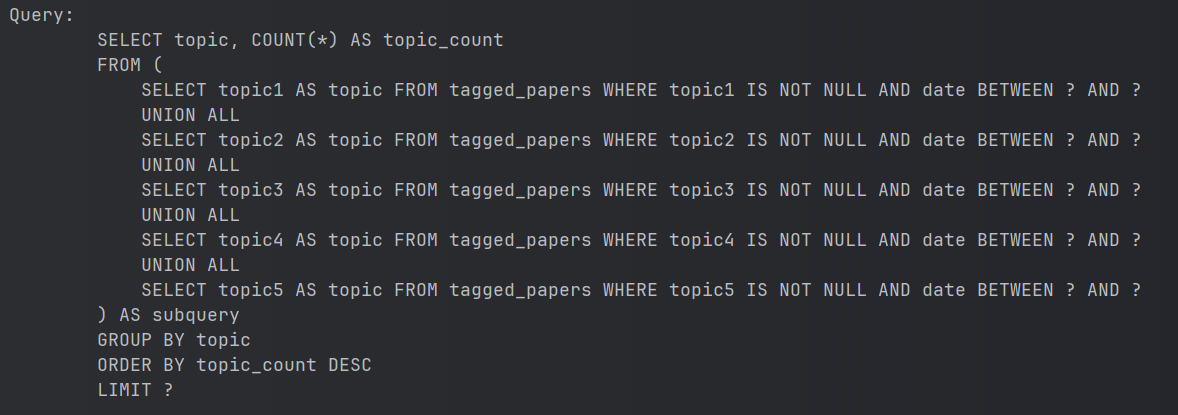 Query:
SELECT topic, COUNT(*) AS topic_count
FROM (
SELECT topic1 AS topic FROM tagged_papers WHERE topic1 IS NOT NULL AND date BETWEEN ? AND ?
UNION ALL
SELECT topic2 AS topic FROM tagged_papers WHERE topic2 IS NOT NULL AND date BETWEEN ? AND ?
UNION ALL
SELECT topic3 AS topic FROM tagged_papers WHERE topic3 IS NOT NULL AND date BETWEEN ? AND ?
UNION ALL
SELECT topic4 AS topic FROM tagged_papers WHERE topic4 IS NOT NULL AND date BETWEEN ? AND ?
UNION ALL
SELECT topic5 AS topic FROM tagged_papers WHERE topic5 IS NOT NULL AND date BETWEEN ? AND ?
) AS subquery
GROUP BY topic
ORDER BY topic_count DESC
LIMIT ?